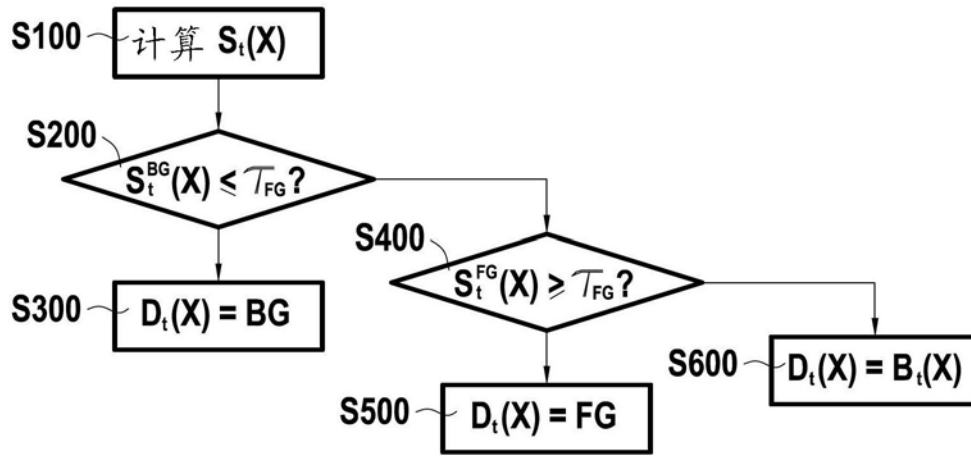 S100 计算 Sₜ(X)
S200 Sₜᴮᴳ(X) ≤ 𝒯FG?
S300 Dₜ(X) = BG
S400 Sₜᶠᴳ(X) ≥ 𝒯FG?
S500 Dₜ(X) = FG
S600 Dₜ(X) = Bₜ(X)